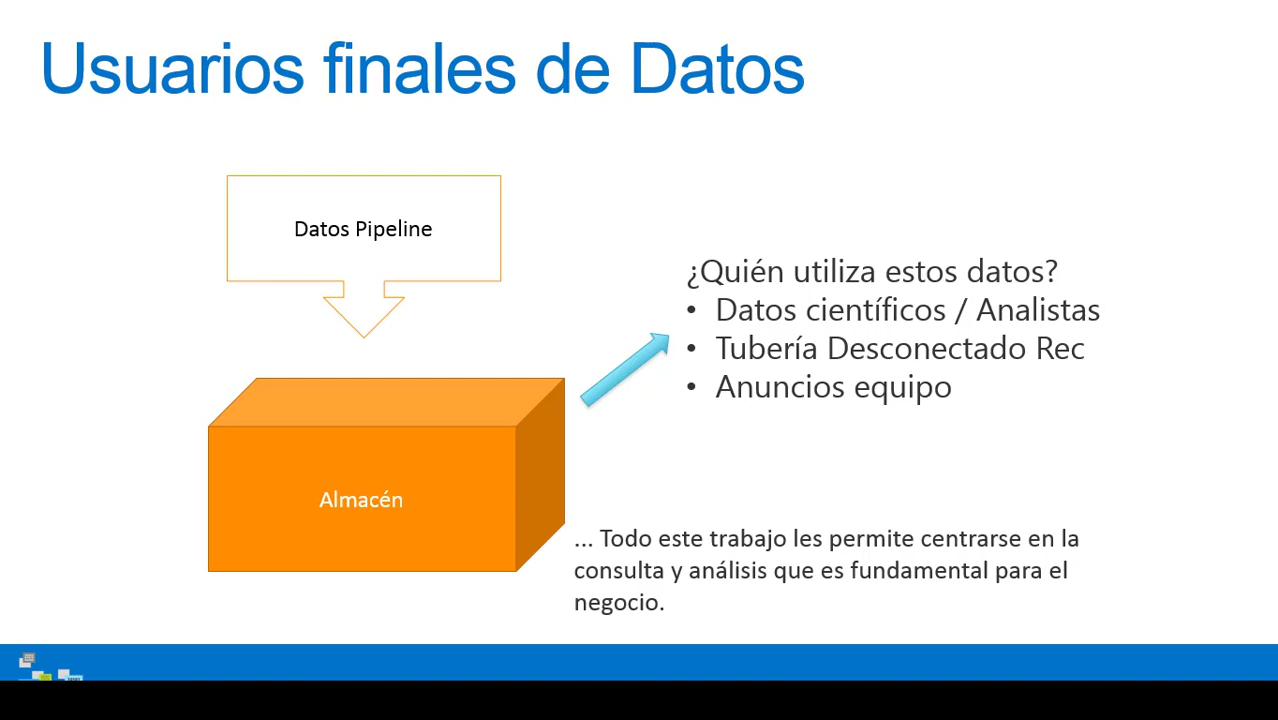 Usuarios finales de Datos
Datos Pipeline
¿Quién utiliza estos datos?
• Datos científicos / Analistas
• Tubería Desconectado Rec
• Anuncios equipo
Almacén
... Todo este trabajo les permite centrarse en la
consulta y análisis que es fundamental para el
negocio.